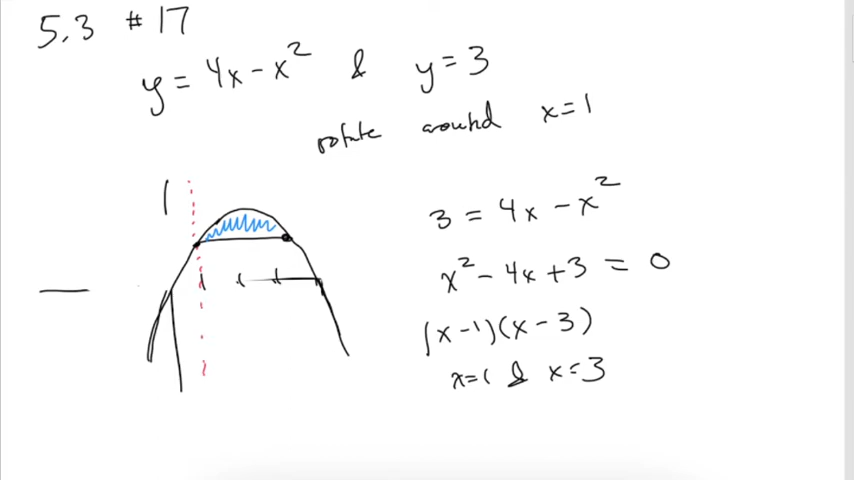 5.3 # 17
y = 4x - x² & y = 3
rotate around x = 1
3 = 4x - x²
x² - 4x + 3 = 0
(x - 1)(x - 3)
x = 1 & x = 3